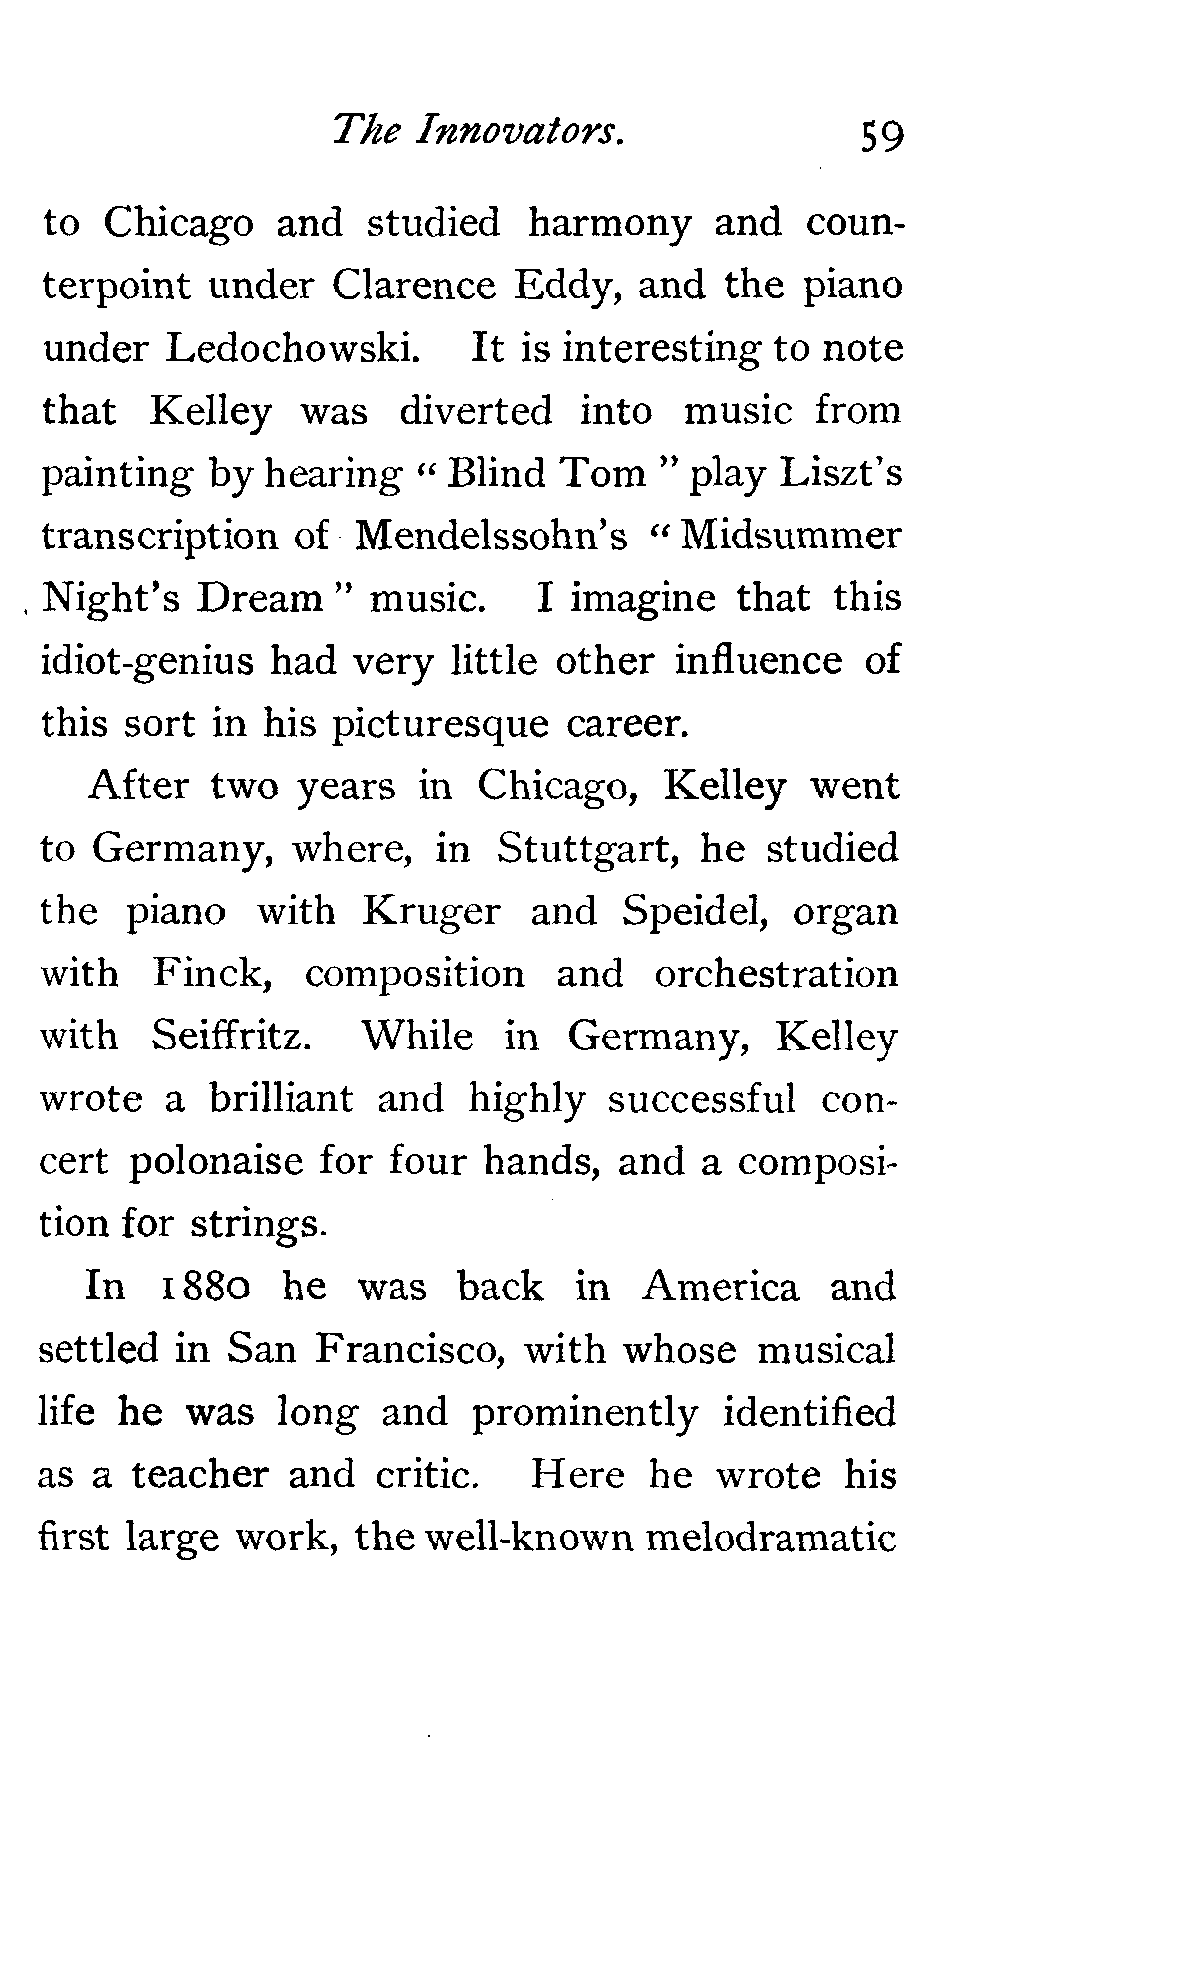 The Innovators. 59
to Chicago and studied harmony and coun-
terpoint under Clarence Eddy, and the piano
under Ledochowski. It is interesting to note
that Kelley was diverted into music from
painting by hearing “ Blind Tom ” play Liszt's
transcription of Mendelssohn's “ Midsummer
Night's Dream ” music. I imagine that this
idiot-genius had very little other influence of
this sort in his picturesque career.
After two years in Chicago, Kelley went
to Germany, where, in Stuttgart, he studied
the piano with Kruger and Speidel, organ
with Finck, composition and orchestration
with Seiffritz. While in Germany, Kelley
wrote a brilliant and highly successful con-
cert polonaise for four hands, and a composi-
tion for strings.
In 1880 he was back in America and
settled in San Francisco, with whose musical
life he was long and prominently identified
as a teacher and critic. Here he wrote his
first large work, the well-known melodramatic